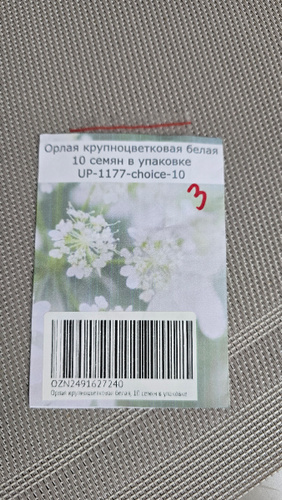 Орлая крупноцветковая белая
10 семян в упаковке
UP-1177-choice-10
3
OZN2491627240
Орлая крупноцветковая белая, 10 семян в упаковке